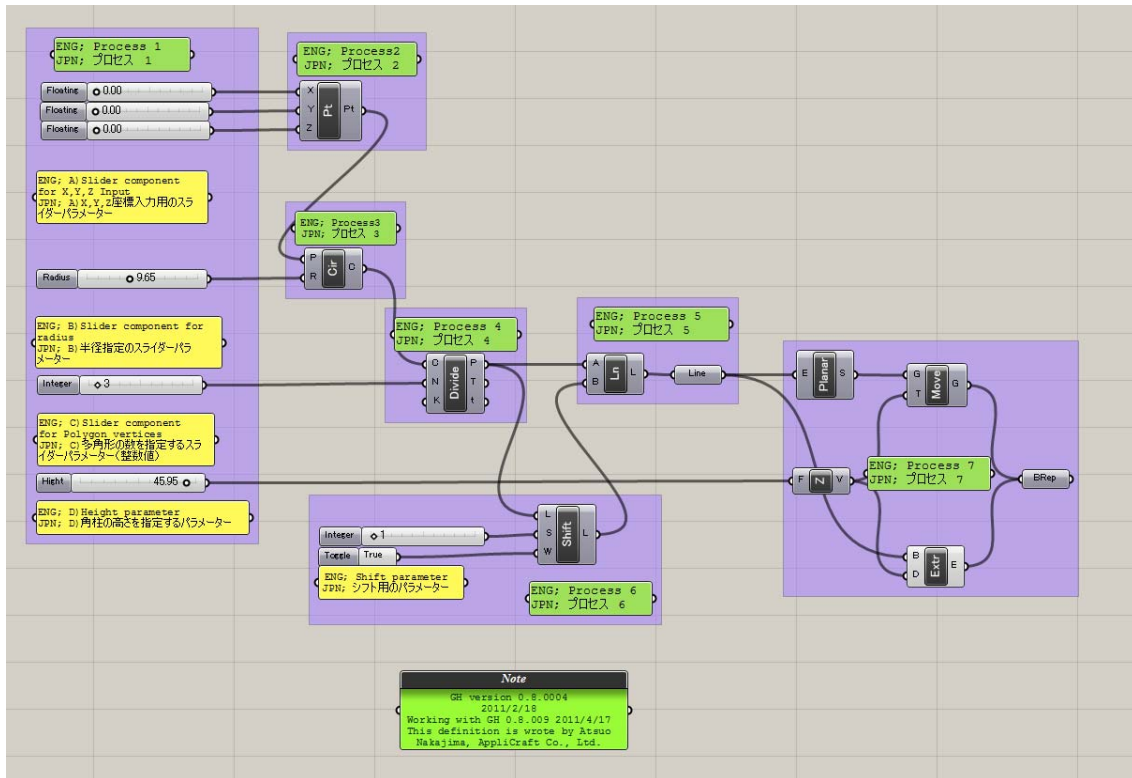 ENG; Process 1
JPN; プロセス 1
Floating 0.00
Floating 0.00
Floating 0.00
ENG; A)Slider component
for X,Y,Z Input
JPN; A)X,Y,Z座標入力用のスラ
イダーパラメーター
Radius 9.65
ENG; B)Slider component for
radius
JPN; B)半径指定のスライダーパラ
メーター
Integer 3
ENG; C)Slider component
for Polygon vertices
JPN; C)多角形の数を指定するスラ
イダーパラメーター(整数値)
Hight 45.95
ENG; D)Height parameter
JPN; D)角柱の高さを指定するパラメーター
ENG; Process2
JPN; プロセス 2
X
Y
Z
Pt
Pt
ENG; Process3
JPN; プロセス 3
P
R
Cir
C
ENG; Process 4
JPN; プロセス 4
C
N
K
Divide
P
T
t
ENG; Process 5
JPN; プロセス 5
A
B
Ln
L
Line
Integer 1
Toggle True
ENG; Shift parameter
JPN; シフト用のパラメーター
L
S
W
Shift
L
ENG; Process 6
JPN; プロセス 6
E
Planar
S
G
T
Move
G
F
Z
V
ENG; Process 7
JPN; プロセス 7
BRep
B
D
Extr
E
Note
GH version 0.8.0004
2011/2/18
Working with GH 0.8.009 2011/4/17
This definition is wrote by Atsuo
Nakajima, AppliCraft Co., Ltd.